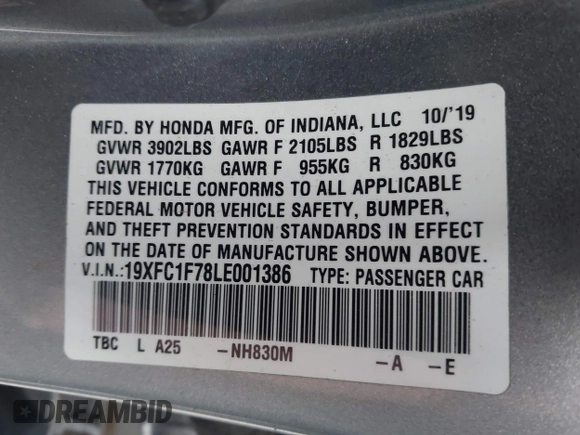 MFD. BY HONDA MFG. OF INDIANA, LLC 10/'19
GVWR 3902LBS GAWR F 2105LBS R 1829LBS
GVWR 1770KG GAWR F 955KG R 830KG
THIS VEHICLE CONFORMS TO ALL APPLICABLE
FEDERAL MOTOR VEHICLE SAFETY, BUMPER,
AND THEFT PREVENTION STANDARDS IN EFFECT
ON THE DATE OF MANUFACTURE SHOWN ABOVE.
V.I.N.:19XFC1F78LE001386 TYPE: PASSENGER CAR
TBC L A25 -NH830M -A -E
DREAMBID